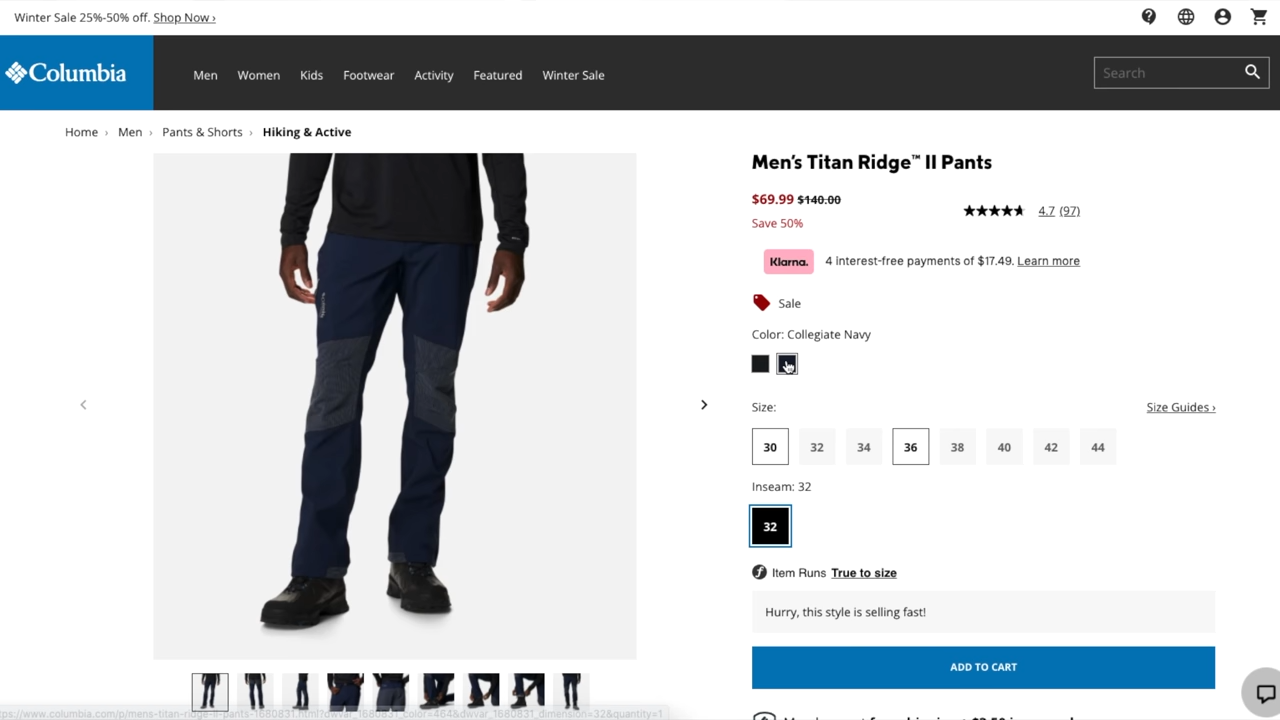 Winter Sale 25%-50% off. Shop Now ›
Columbia
Men Women Kids Footwear Activity Featured Winter Sale
Search
Home › Men › Pants & Shorts › Hiking & Active
Men's Titan Ridge™ II Pants
$69.99 $140.00
4.7 (97)
Save 50%
Klarna. 4 interest-free payments of $17.49. Learn more
Sale
Color: Collegiate Navy
Size: Size Guides ›
30 32 34 36 38 40 42 44
Inseam: 32
32
Item Runs True to size
Hurry, this style is selling fast!
ADD TO CART